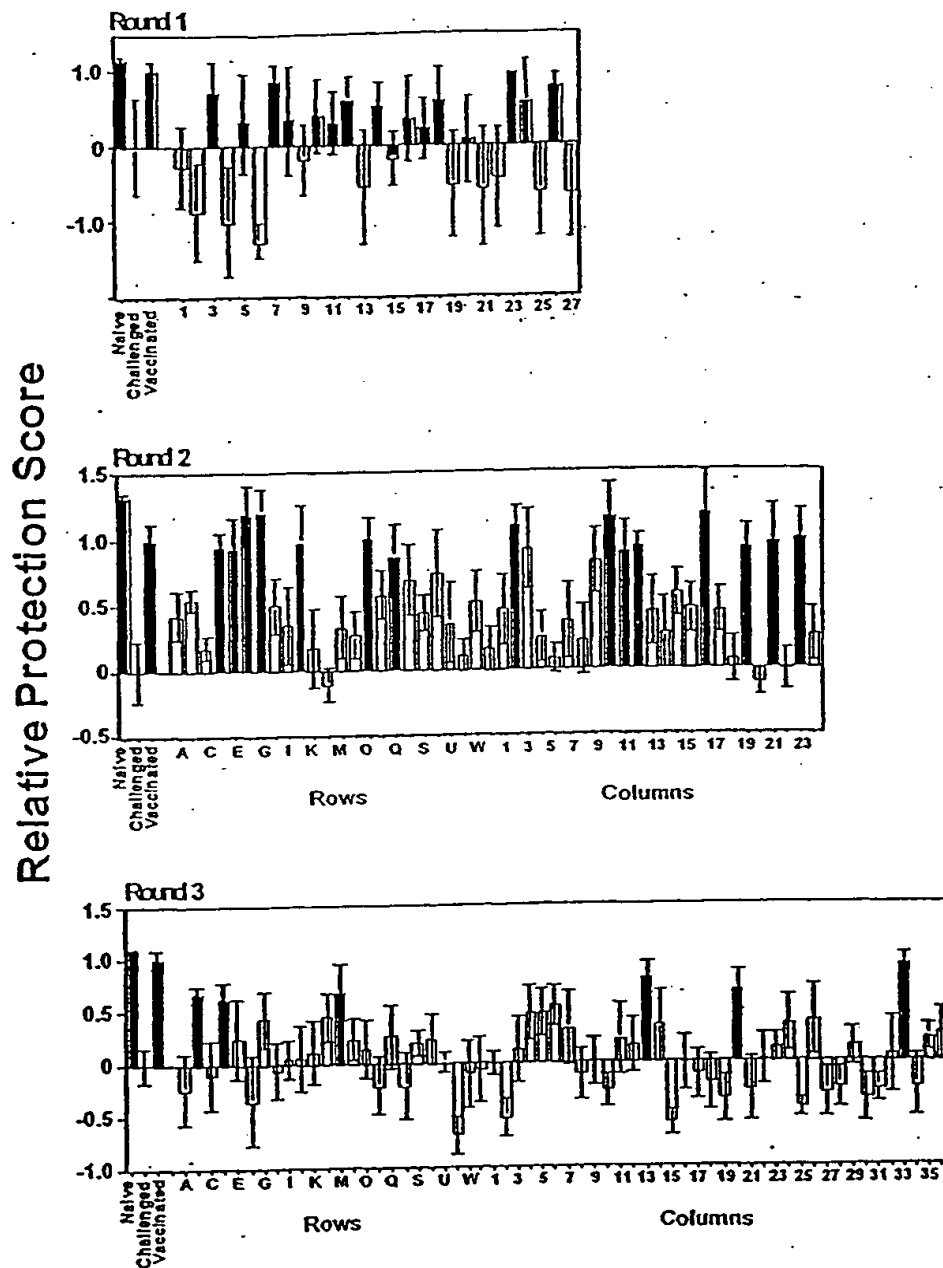 Relative Protection Score
Round 1
1.0
0
-1.0
Naive
Challenged
Vaccinated
1 3 5 7 9 11 13 15 17 19 21 23 25 27
Round 2
1.5
1.0
0.5
0
-0.5
Naive
Challenged
Vaccinated
A C E G I K M O Q S U W 1 3 5 7 9 11 13 15 17 19 21 23
Rows Columns
Round 3
1.5
1.0
0.5
0
-0.5
-1.0
Naive
Challenged
Vaccinated
A C E G I K M O Q S U W 1 3 5 7 9 11 13 15 17 19 21 23 25 27 29 31 33 35
Rows Columns